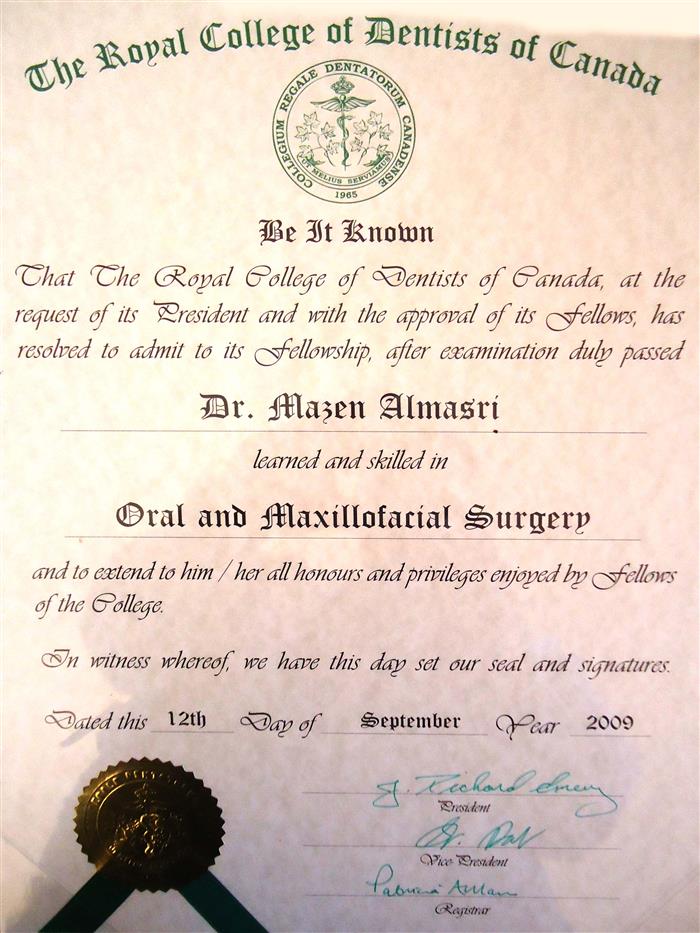 The Royal College of Dentists of Canada
COLLEGIUM REGALE DENTATORUM CANADENSE
UT MELIUS SERVIAMUS
1965
Be It Known
That The Royal College of Dentists of Canada, at the
request of its President and with the approval of its Fellows, has
resolved to admit to its Fellowship, after examination duly passed
Dr. Mazen Almasri
learned and skilled in
Oral and Maxillofacial Surgery
and to extend to him / her all honours and privileges enjoyed by Fellows
of the College.
In witness whereof, we have this day set our seal and signatures.
Dated this 12th Day of September Year 2009
J. Richard
President
Vice-President
Patricia
Registrar